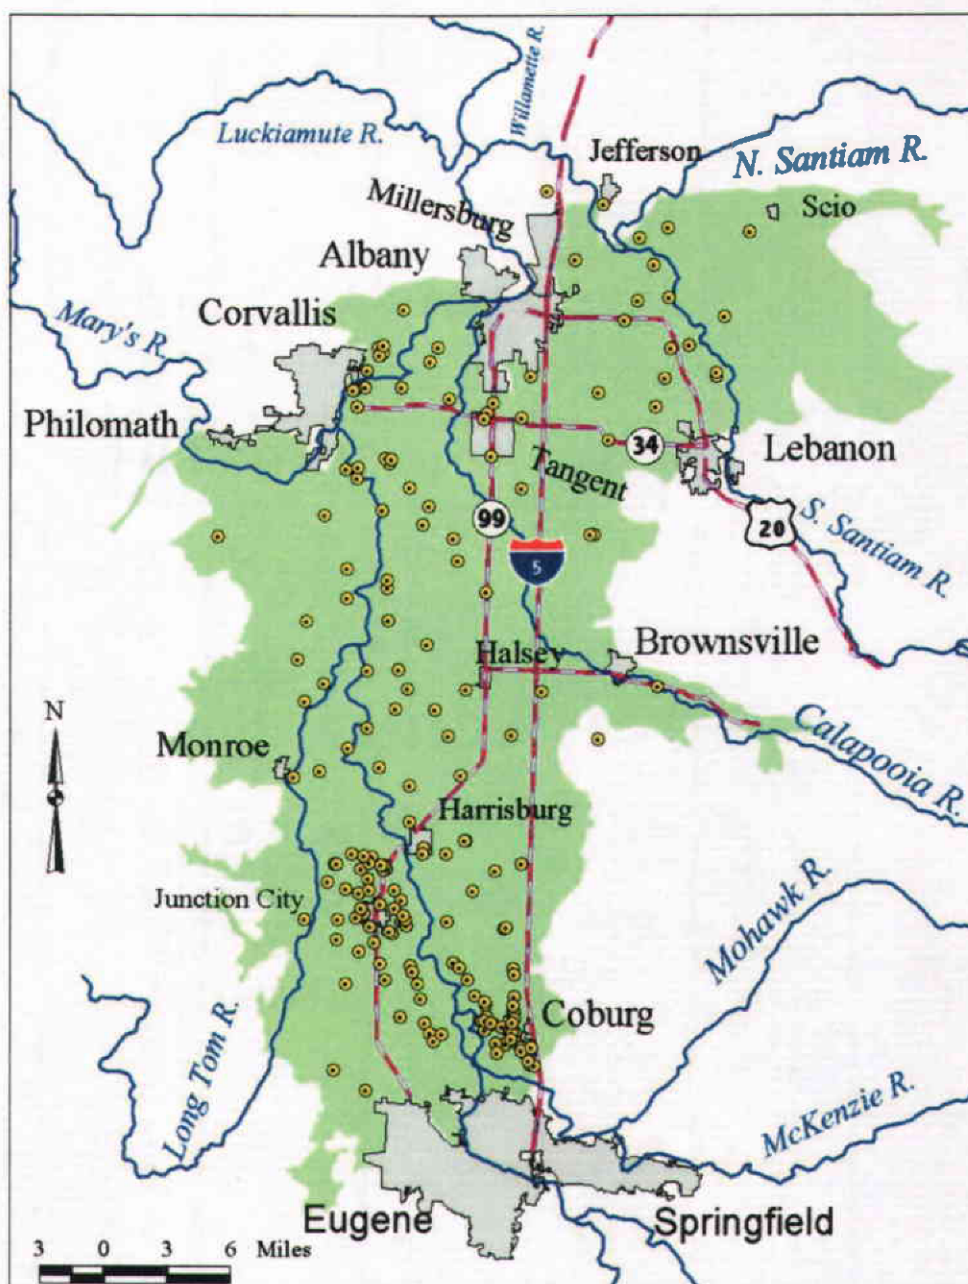 Willamette R.
Luckiamute R.
Jefferson
N. Santiam R.
Millersburg
Scio
Albany
Corvallis
Mary's R.
Philomath
34
Lebanon
Tangent
99
20
S. Santiam R.
5
Brownsville
Halsey
N
Calapooia R.
Monroe
Harrisburg
Junction City
Mohawk R.
Coburg
Long Tom R.
McKenzie R.
Eugene
Springfield
3 0 3 6 Miles